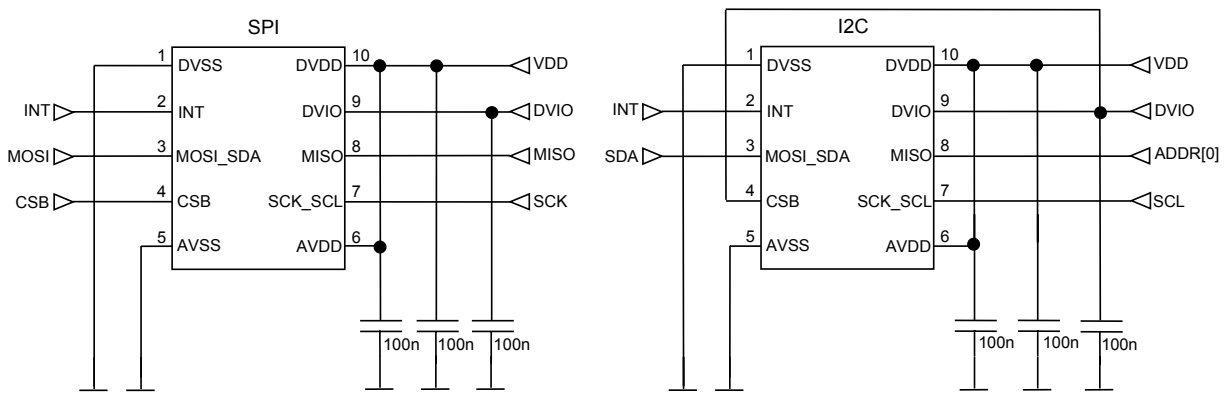 SPI
1 DVSS DVDD 10 VDD
INT 2 INT DVIO 9 DVIO
MOSI 3 MOSI_SDA MISO 8 MISO
CSB 4 CSB SCK_SCL 7 SCK
5 AVSS AVDD 6
100n 100n 100n
I2C
1 DVSS DVDD 10 VDD
INT 2 INT DVIO 9 DVIO
SDA 3 MOSI_SDA MISO 8 ADDR[0]
4 CSB SCK_SCL 7 SCL
5 AVSS AVDD 6
100n 100n 100n